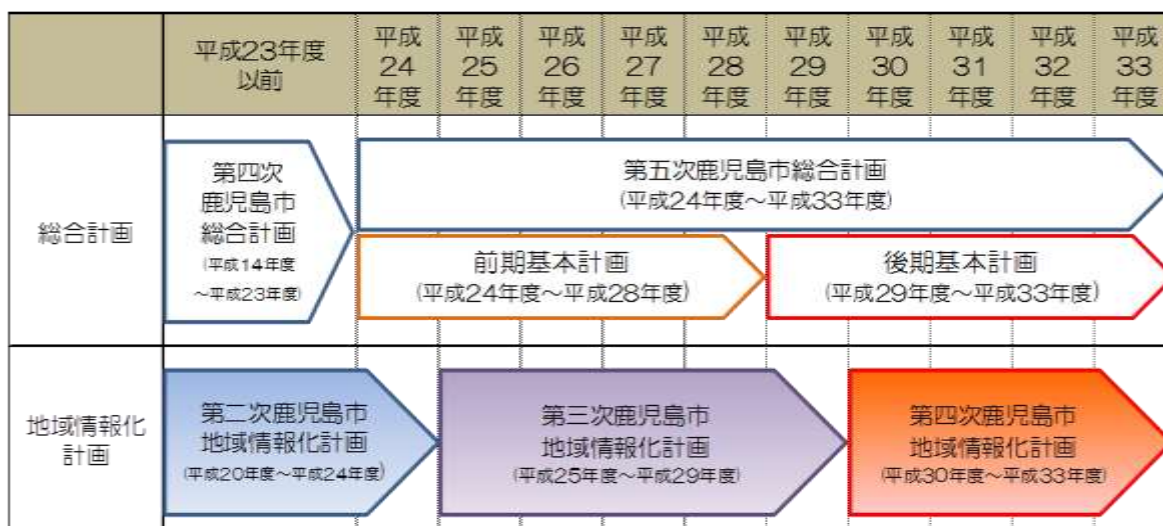 平成23年度
以前
平成
24
年度
平成
25
年度
平成
26
年度
平成
27
年度
平成
28
年度
平成
29
年度
平成
30
年度
平成
31
年度
平成
32
年度
平成
33
年度
総合計画
第四次
鹿児島市
総合計画
(平成14年度
～平成23年度)
第五次鹿児島市総合計画
(平成24年度～平成33年度)
前期基本計画
(平成24年度～平成28年度)
後期基本計画
(平成29年度～平成33年度)
地域情報化
計画
第二次鹿児島市
地域情報化計画
(平成20年度～平成24年度)
第三次鹿児島市
地域情報化計画
(平成25年度～平成29年度)
第四次鹿児島市
地域情報化計画
(平成30年度～平成33年度)